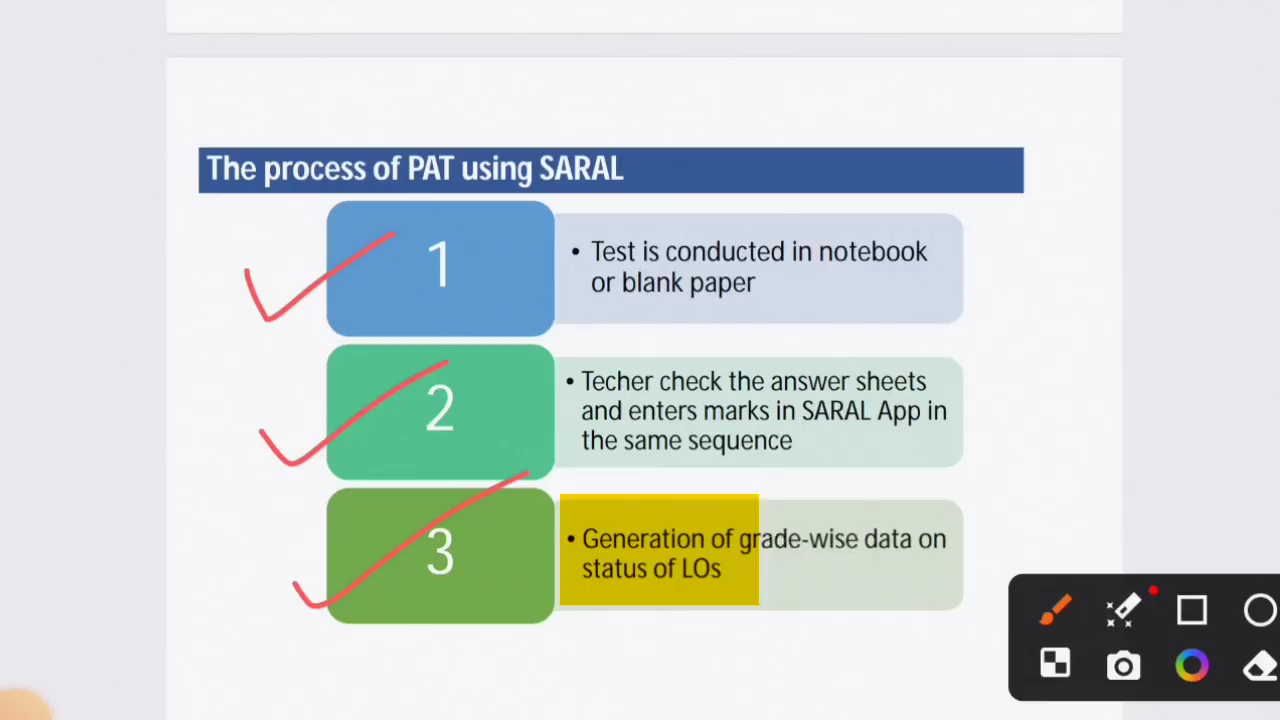 The process of PAT using SARAL
1
• Test is conducted in notebook
or blank paper
2
• Techer check the answer sheets
and enters marks in SARAL App in
the same sequence
3
• Generation of grade-wise data on
status of LOs